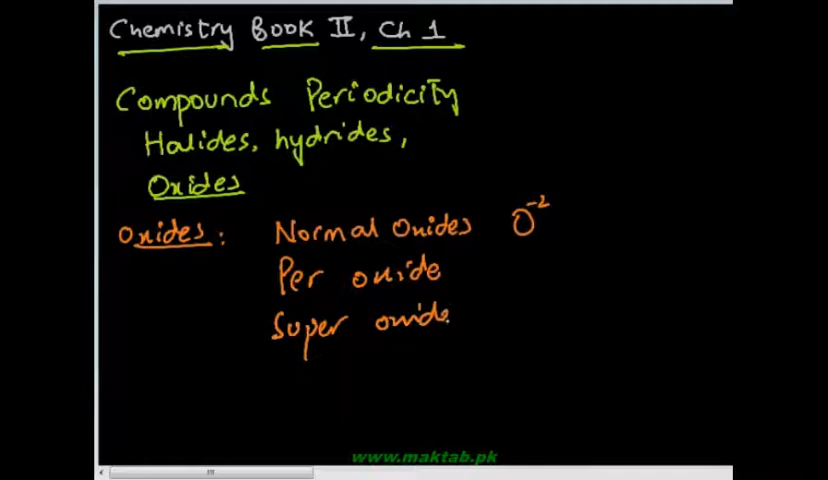 Chemistry Book II, Ch 1
Compounds Periodicity
Halides, hydrides,
Oxides
Oxides: Normal Oxides O⁻²
Per oxide
Super oxide
www.maktab.pk